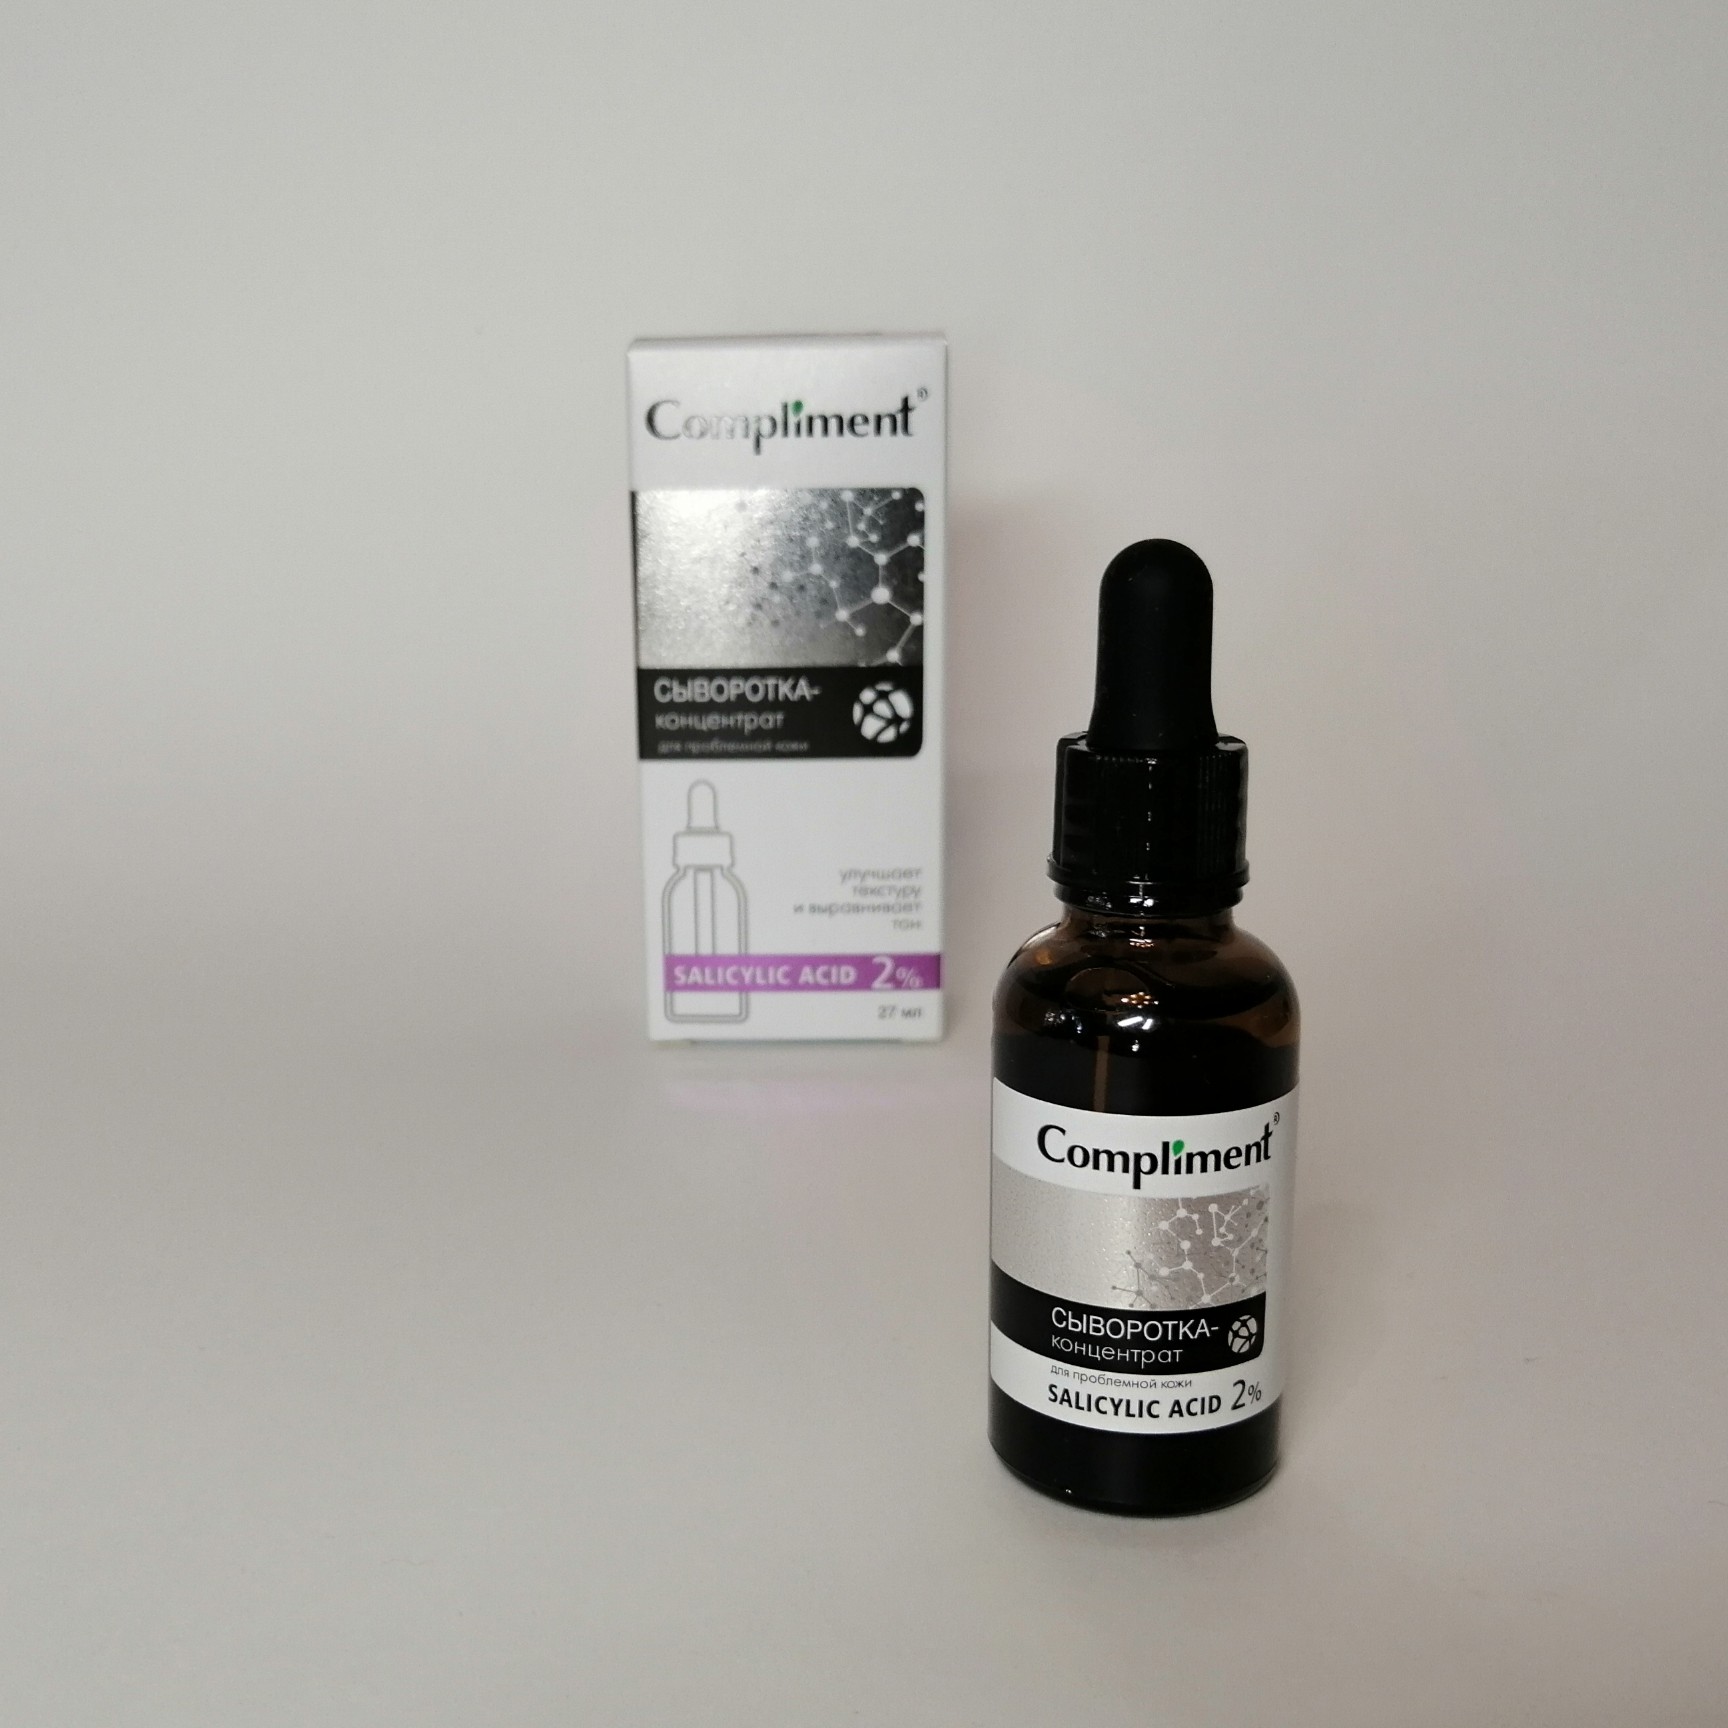 Compliment®
СЫВОРОТКА-
концентрат
для проблемной кожи
улучшает
текстуру
и выравнивает
тон
SALICYLIC ACID 2%
27 мл
Compliment®
СЫВОРОТКА-
концентрат
для проблемной кожи
SALICYLIC ACID 2%